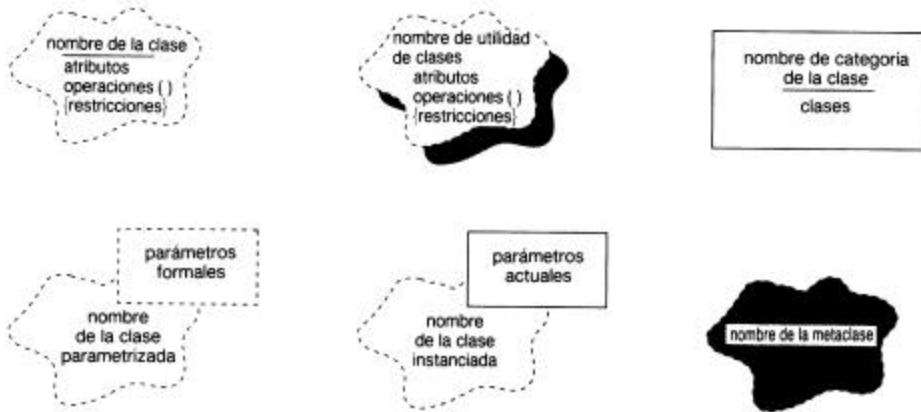 nombre de la clase
atributos
operaciones ( )
{restricciones}
nombre de utilidad
de clases
atributos
operaciones ( )
{restricciones}
nombre de categoria
de la clase
clases
parámetros
formales
nombre
de la clase
parametrizada
parámetros
actuales
nombre
de la clase
instanciada
nombre de la metaclase